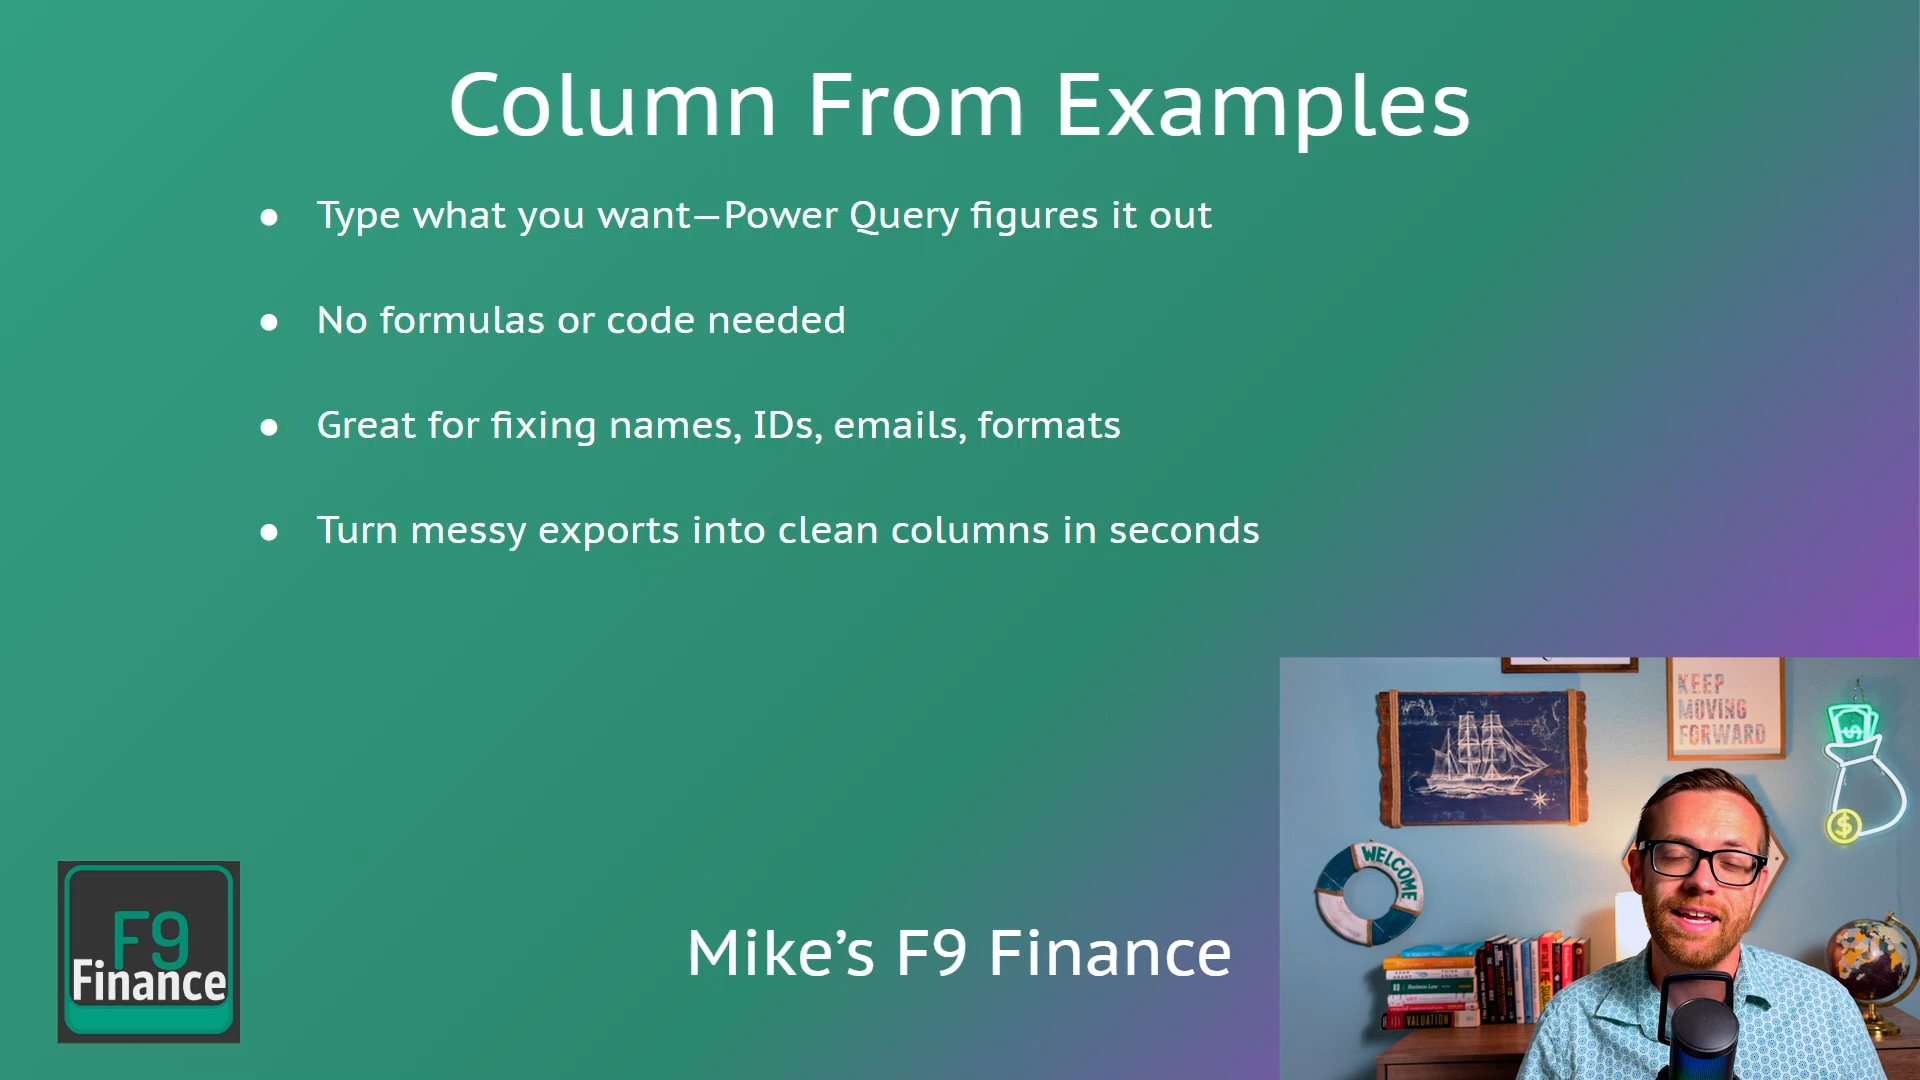 Column From Examples
● Type what you want—Power Query figures it out
● No formulas or code needed
● Great for fixing names, IDs, emails, formats
● Turn messy exports into clean columns in seconds
KEEP
MOVING
FORWARD
WELCOME
Business Law
VALUATION
F9
Finance
Mike’s F9 Finance